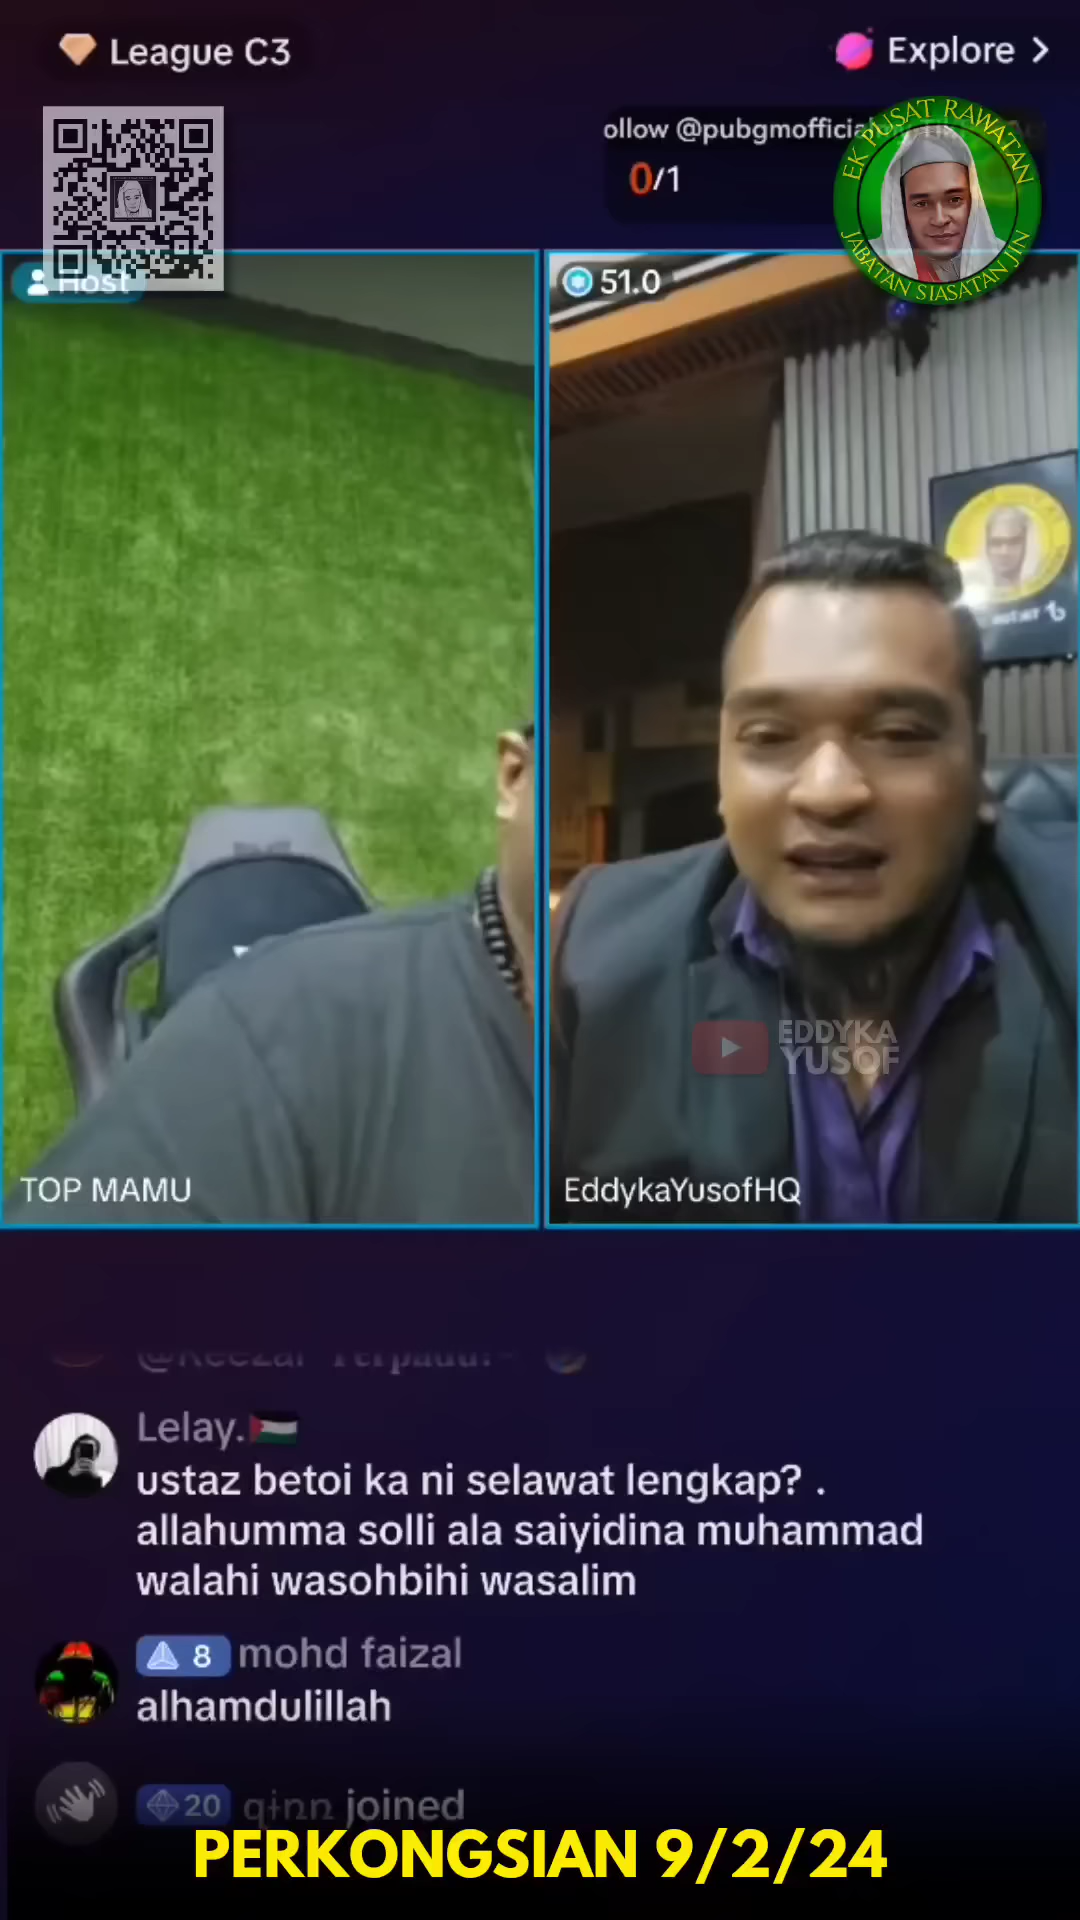 League C3
Explore
ollow @pubgmofficia
0/1
EK PUSAT RAWATAN
JABATAN SIASATAN JIN
Host
51.0
EDDYKA
YUSOF
TOP MAMU
EddykaYusofHQ
Lelay.🇵🇸
ustaz betoi ka ni selawat lengkap? .
allahumma solli ala saiyidina muhammad
walahi wasohbihi wasalim
8 mohd faizal
alhamdulillah
20 qinn joined
PERKONGSIAN 9/2/24